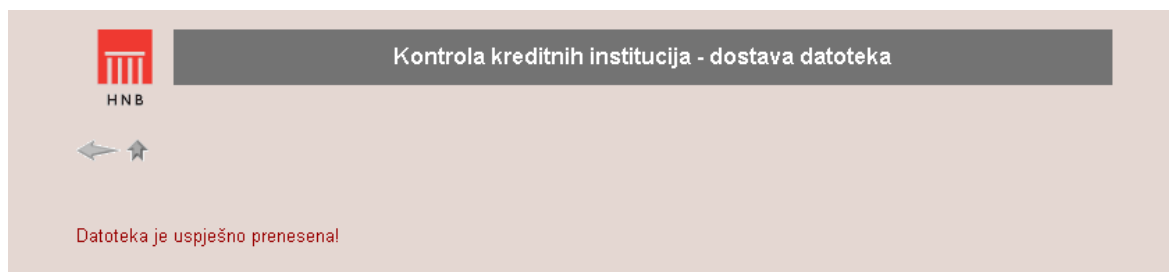 Kontrola kreditnih institucija - dostava datoteka
HNB
Datoteka je uspješno prenesena!